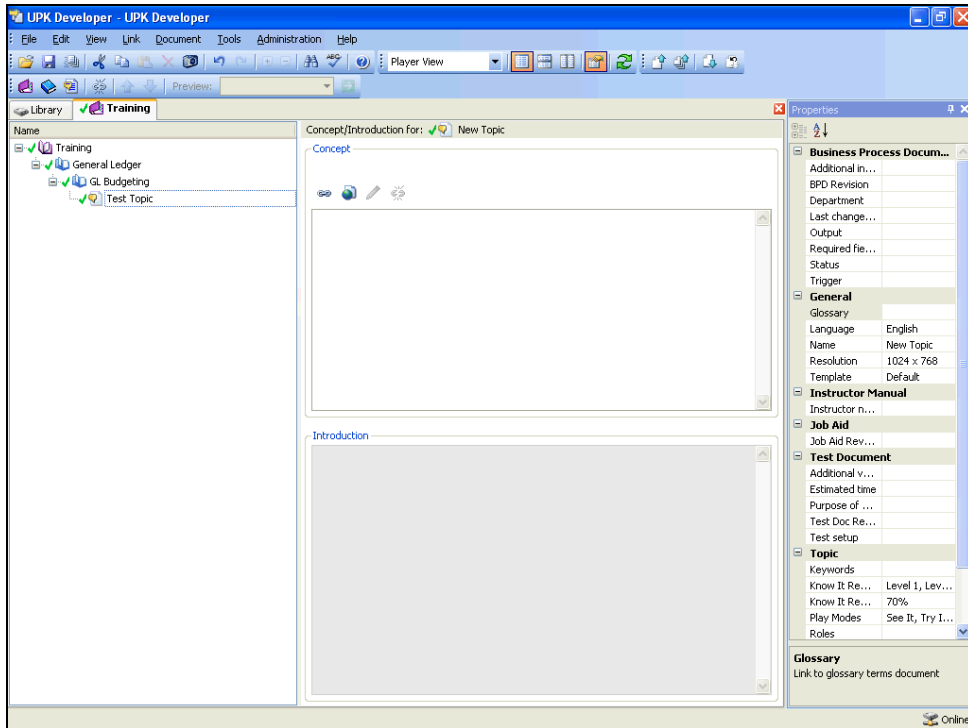 UPK Developer - UPK Developer
File Edit View Link Document Tools Administration Help
ABC Player View
Preview:
Library Training
Name
Training
General Ledger
GL Budgeting
Test Topic
Concept/Introduction for: New Topic
Concept
Introduction
Properties
Business Process Docum...
Additional in...
BPD Revision
Department
Last change...
Output
Required fie...
Status
Trigger
General
Glossary
Language English
Name New Topic
Resolution 1024 x 768
Template Default
Instructor Manual
Instructor n...
Job Aid
Job Aid Rev...
Test Document
Additional v...
Estimated time
Purpose of ...
Test Doc Re...
Test setup
Topic
Keywords
Know It Re... Level 1, Lev...
Know It Re... 70%
Play Modes See It, Try I...
Roles
Glossary
Link to glossary terms document
Online